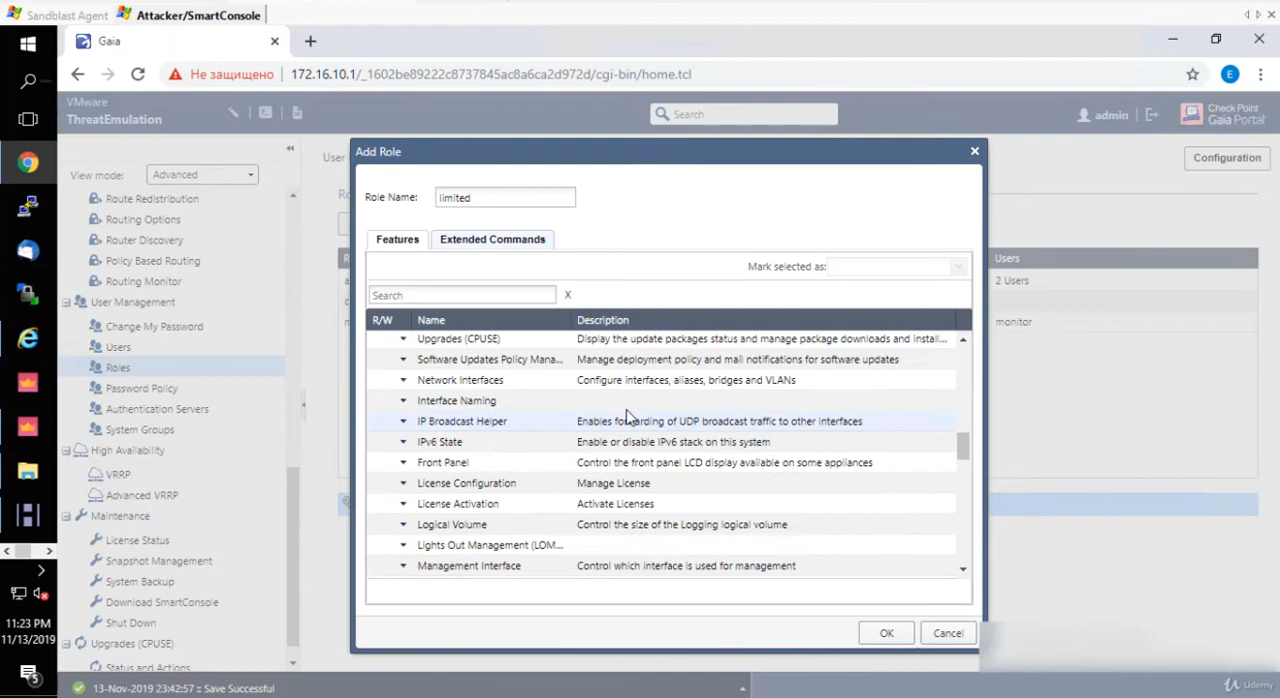 Sandblast Agent
Attacker/SmartConsole
Gaia
Не защищено
172.16.10.1/_1602be89222c8737845ac8a6ca2d972d/cgi-bin/home.tcl
E
VMware
ThreatEmulation
Search
admin
Check Point
Gaia Portal
View mode:
Advanced
Route Redistribution
Routing Options
Router Discovery
Policy Based Routing
Routing Monitor
User Management
Change My Password
Users
Roles
Password Policy
Authentication Servers
System Groups
High Availability
VRRP
Advanced VRRP
Maintenance
License Status
Snapshot Management
System Backup
Download SmartConsole
Shut Down
Upgrades (CPUSE)
Status and Actions
User
Configuration
Users
2 Users
monitor
Add Role
Role Name:
limited
Features
Extended Commands
Mark selected as:
Search
X
R/W Name Description
Upgrades (CPUSE) Display the update packages status and manage package downloads and install...
Software Updates Policy Mana... Manage deployment policy and mail notifications for software updates
Network Interfaces Configure interfaces, aliases, bridges and VLANs
Interface Naming
IP Broadcast Helper Enables forwarding of UDP broadcast traffic to other interfaces
IPv6 State Enable or disable IPv6 stack on this system
Front Panel Control the front panel LCD display available on some appliances
License Configuration Manage License
License Activation Activate Licenses
Logical Volume Control the size of the Logging logical volume
Lights Out Management (LOM...
Management Interface Control which interface is used for management
OK
Cancel
11:23 PM
11/13/2019
5
13-Nov-2019 23:42:57 :: Save Successful
Udemy